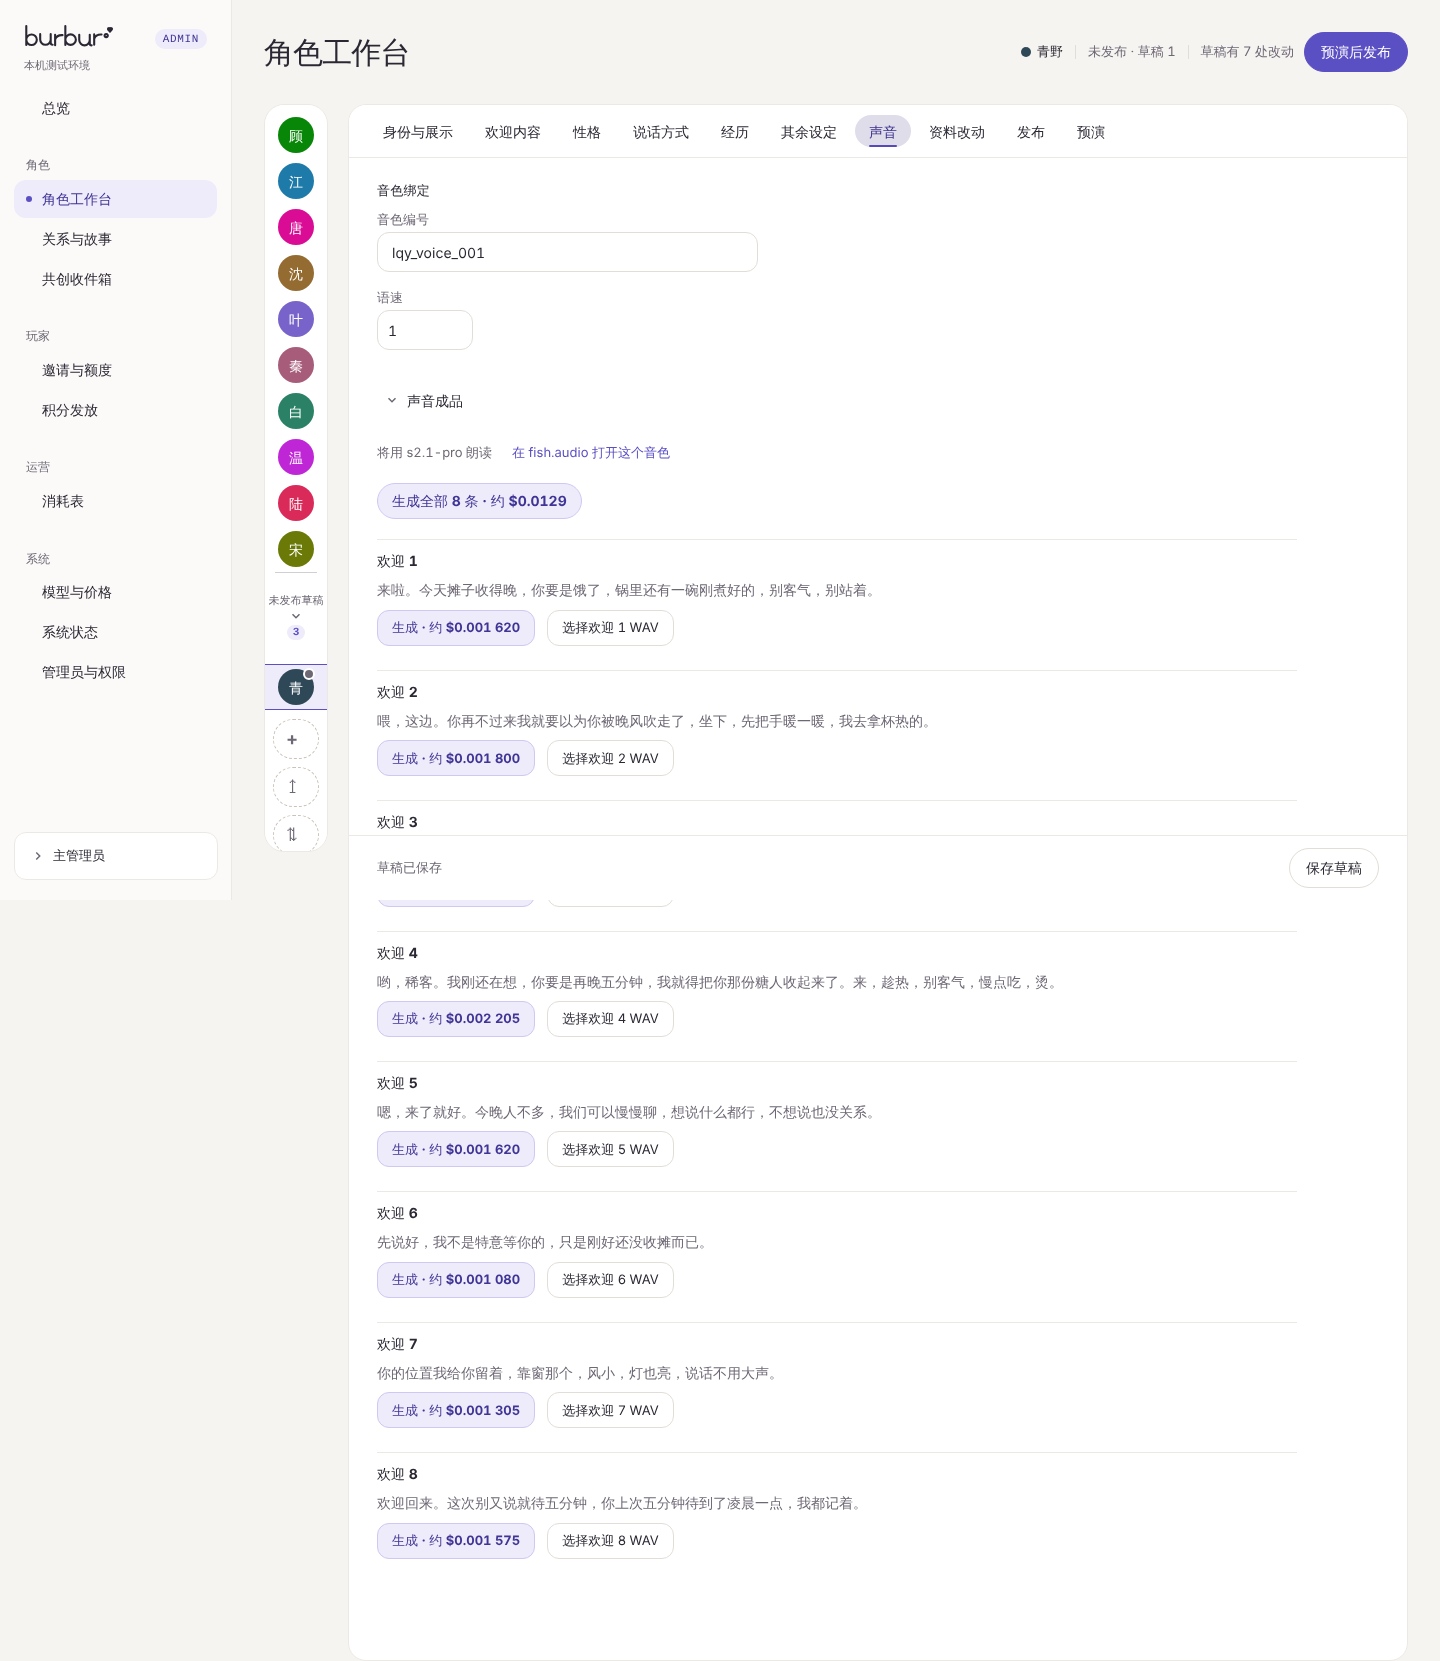 burbur
ADMIN
本机测试环境
总览
角色
角色工作台
关系与故事
共创收件箱
玩家
邀请与额度
积分发放
运营
消耗表
系统
模型与价格
系统状态
管理员与权限
主管理员
角色工作台
青野
未发布 · 草稿 1
草稿有 7 处改动
预演后发布
顾
江
唐
沈
叶
秦
白
温
陆
宋
未发布草稿
3
青
+
身份与展示 欢迎内容 性格 说话方式 经历 其余设定 声音 资料改动 发布 预演
音色绑定
音色编号
lqy_voice_001
语速
1
声音成品
将用 s2.1-pro 朗读 在 fish.audio 打开这个音色
生成全部 8 条 · 约 $0.0129
欢迎 1
来啦。今天摊子收得晚，你要是饿了，锅里还有一碗刚煮好的，别客气，别站着。
生成 · 约 $0.001 620 选择欢迎 1 WAV
欢迎 2
喂，这边。你再不过来我就要以为你被晚风吹走了，坐下，先把手暖一暖，我去拿杯热的。
生成 · 约 $0.001 800 选择欢迎 2 WAV
欢迎 3
草稿已保存
保存草稿
欢迎 4
哟，稀客。我刚还在想，你要是再晚五分钟，我就得把你那份糖人收起来了。来，趁热，别客气，慢点吃，烫。
生成 · 约 $0.002 205 选择欢迎 4 WAV
欢迎 5
嗯，来了就好。今晚人不多，我们可以慢慢聊，想说什么都行，不想说也没关系。
生成 · 约 $0.001 620 选择欢迎 5 WAV
欢迎 6
先说好，我不是特意等你的，只是刚好还没收摊而已。
生成 · 约 $0.001 080 选择欢迎 6 WAV
欢迎 7
你的位置我给你留着，靠窗那个，风小，灯也亮，说话不用大声。
生成 · 约 $0.001 305 选择欢迎 7 WAV
欢迎 8
欢迎回来。这次别又说就待五分钟，你上次五分钟待到了凌晨一点，我都记着。
生成 · 约 $0.001 575 选择欢迎 8 WAV